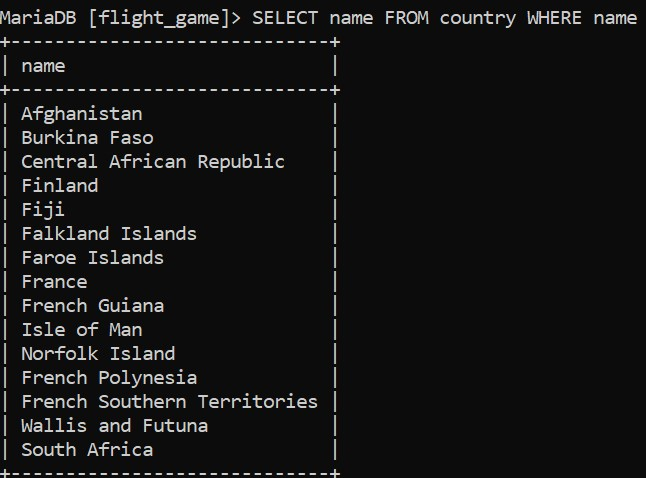 MariaDB [flight_game]> SELECT name FROM country WHERE name
+-----------------------------+
| name                        |
+-----------------------------+
| Afghanistan                 |
| Burkina Faso                |
| Central African Republic    |
| Finland                     |
| Fiji                        |
| Falkland Islands            |
| Faroe Islands               |
| France                      |
| French Guiana               |
| Isle of Man                 |
| Norfolk Island              |
| French Polynesia            |
| French Southern Territories |
| Wallis and Futuna           |
| South Africa                |
+-----------------------------+